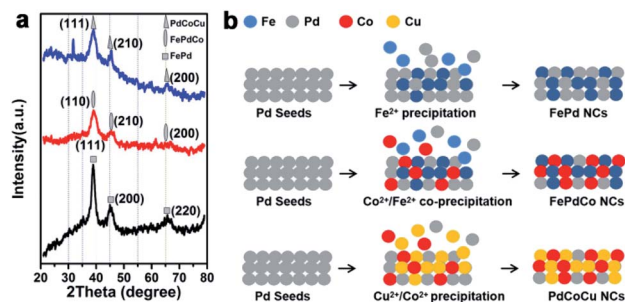 a
PdCoCu
FePdCo
FePd
(111)
(210)
(200)
(110)
(210)
(200)
(111)
(200)
(220)
Intensity(a.u.)
20 30 40 50 60 70 80
2Theta (degree)
b
Fe Pd Co Cu
Pd Seeds Fe2+ precipitation FePd NCs
Pd Seeds Co2+/Fe2+ co-precipitation FePdCo NCs
Pd Seeds Cu2+/Co2+ precipitation PdCoCu NCs